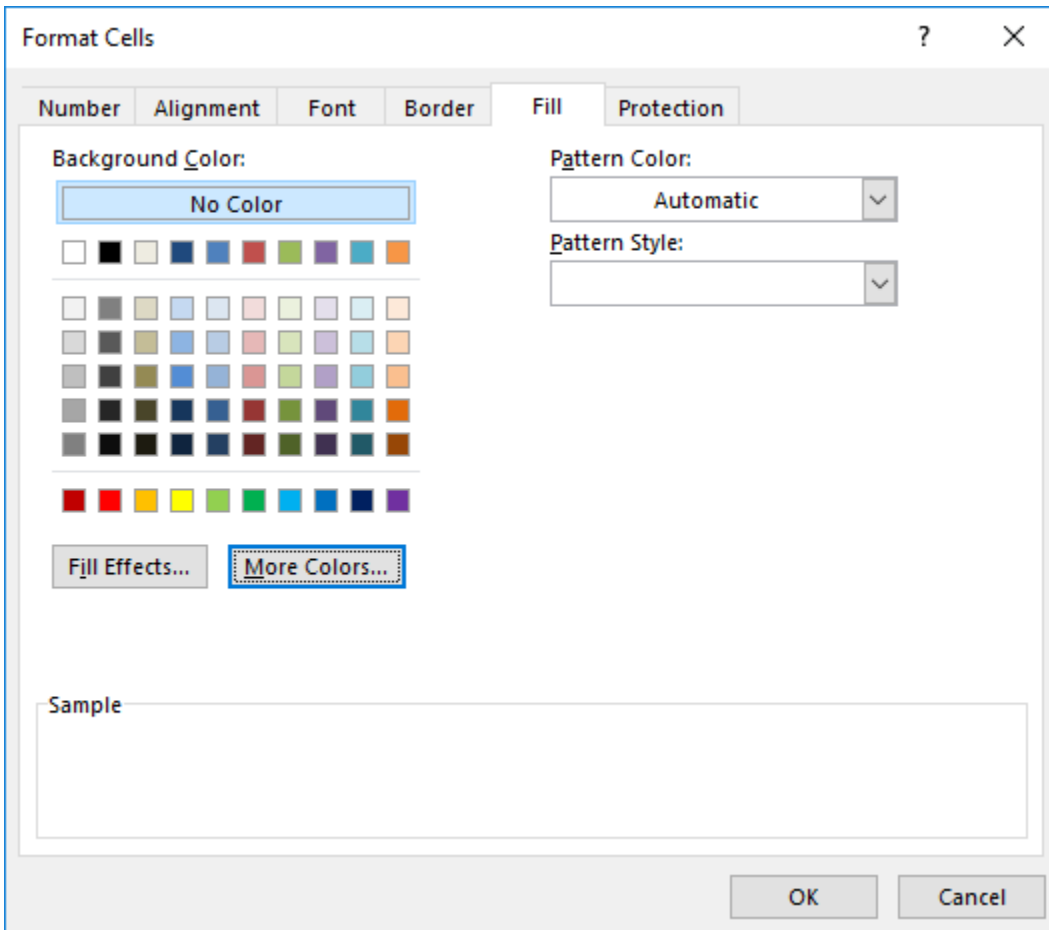 Format Cells
?
Number Alignment Font Border Fill Protection
Background Color:
No Color
Pattern Color:
Automatic
Pattern Style:
Fill Effects...
More Colors...
Sample
OK
Cancel